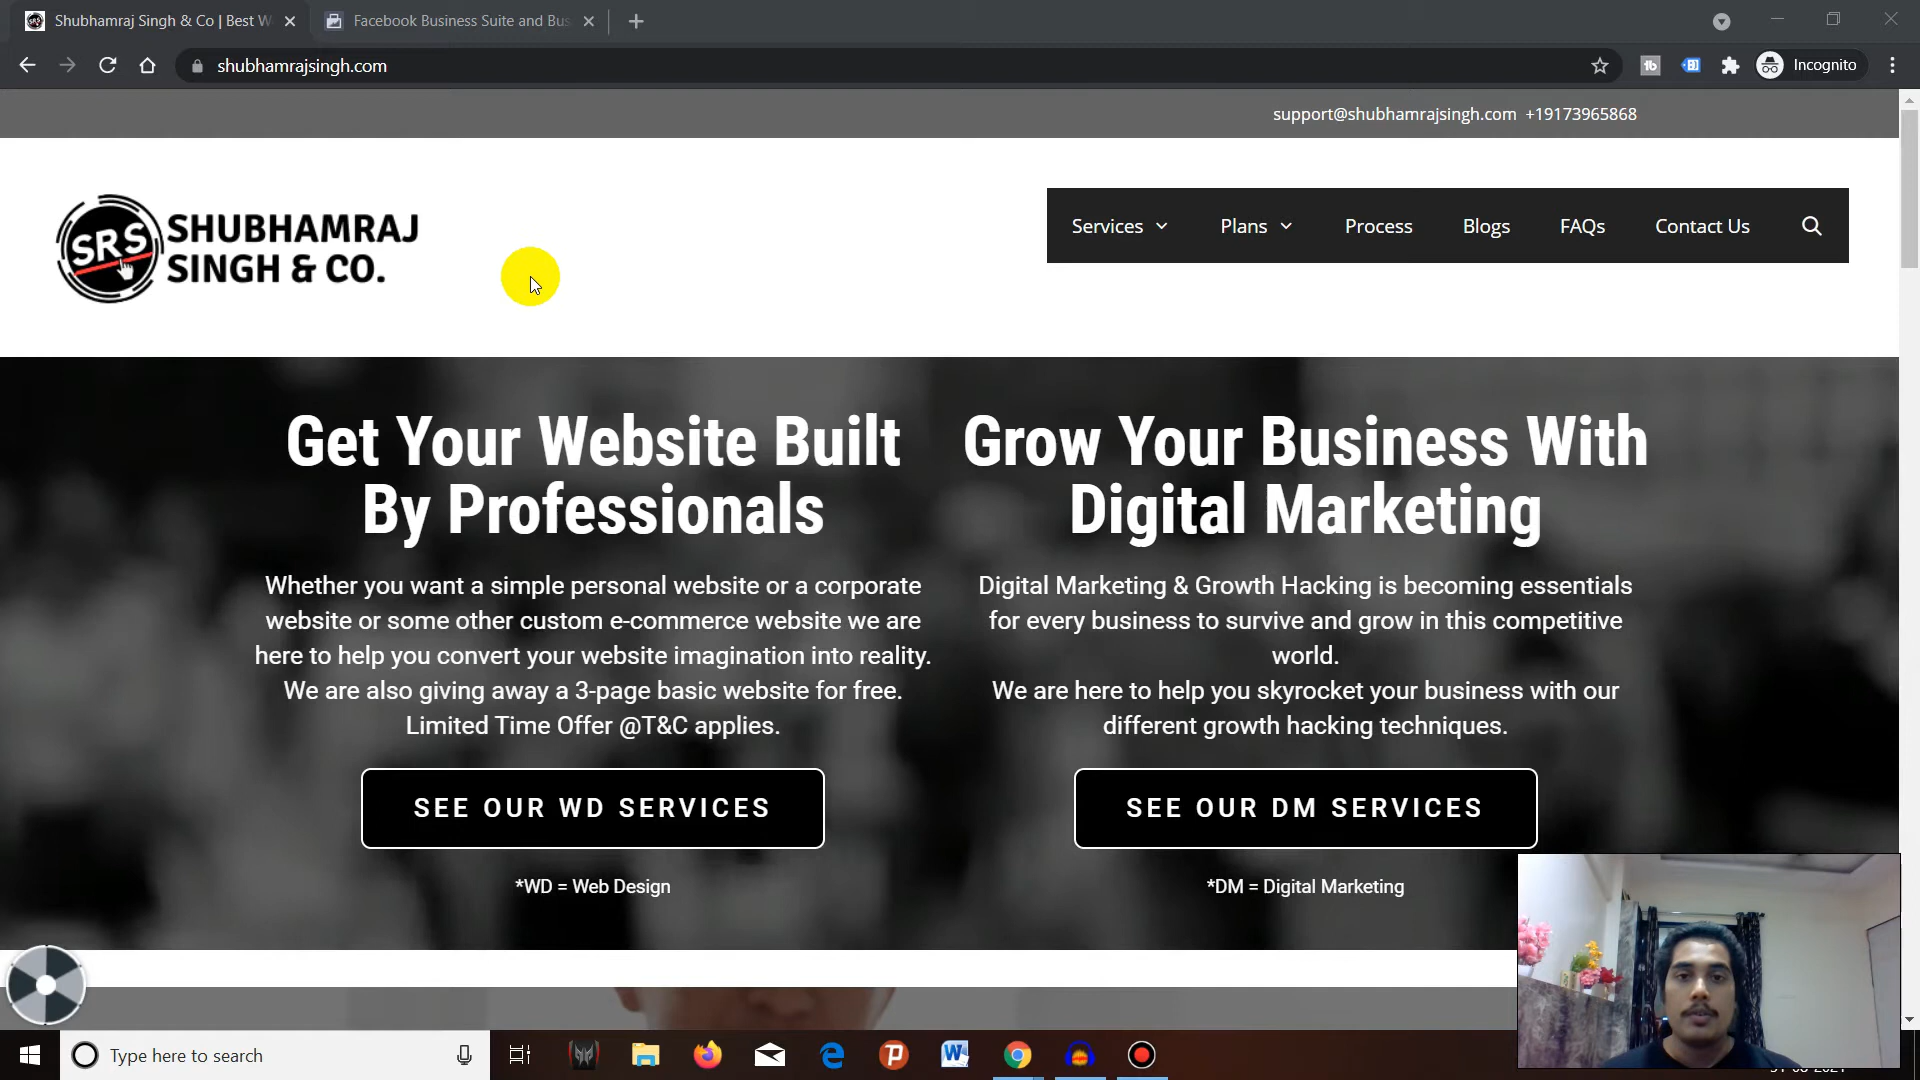 Shubhamraj Singh & Co | Best W
Facebook Business Suite and Bus
shubhamrajsingh.com
Incognito
support@shubhamrajsingh.com +19173965868
SRS
SHUBHAMRAJ
SINGH & CO.
Services
Plans
Process
Blogs
FAQs
Contact Us
Get Your Website Built
By Professionals
Whether you want a simple personal website or a corporate
website or some other custom e-commerce website we are
here to help you convert your website imagination into reality.
We are also giving away a 3-page basic website for free.
Limited Time Offer @T&C applies.
SEE OUR WD SERVICES
*WD = Web Design
Grow Your Business With
Digital Marketing
Digital Marketing & Growth Hacking is becoming essentials
for every business to survive and grow in this competitive
world.
We are here to help you skyrocket your business with our
different growth hacking techniques.
SEE OUR DM SERVICES
*DM = Digital Marketing
Type here to search